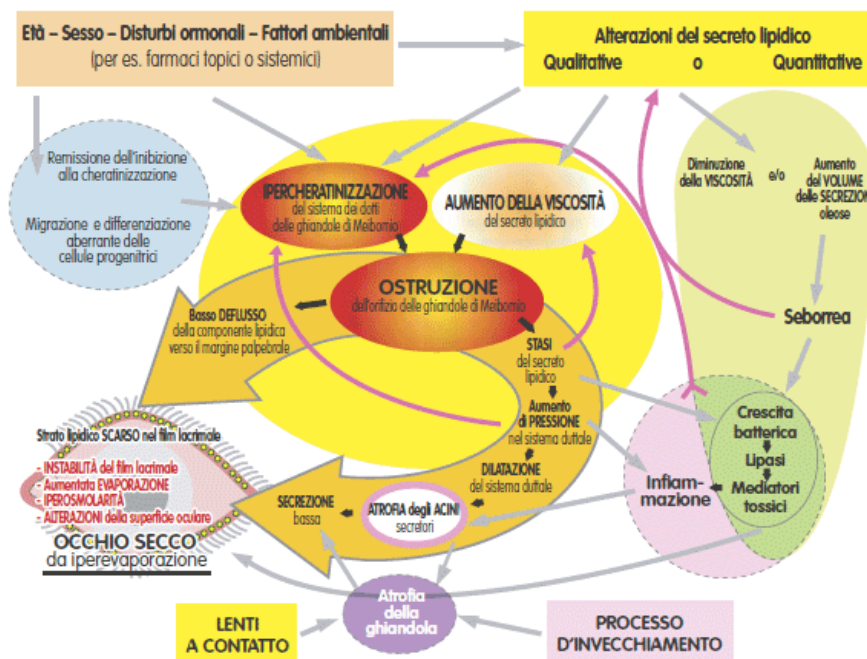 Età – Sesso – Disturbi ormonali – Fattori ambientali
(per es. farmaci topici o sistemici)
Alterazioni del secreto lipidico
Qualitative o Quantitative
Remissione dell'inibizione
alla cheratinizzazione
Migrazione e differenziazione
aberrante delle
cellule progenitrici
IPERCHERATINIZZAZIONE
del sistema dei dotti
delle ghiandole di Meibomio
AUMENTO DELLA VISCOSITÀ
del secreto lipidico
Diminuzione
della VISCOSITÀ
e/o
Aumento
del VOLUME
delle SECREZIONI
oleose
OSTRUZIONE
dell'orifizio delle ghiandole di Meibomio
Basso DEFLUSSO
della componente lipidica
verso il margine palpebrale
STASI
del secreto
lipidico
Aumento
di PRESSIONE
nel sistema duttale
DILATAZIONE
del sistema duttale
ATROFIA degli ACINI
secretori
SECREZIONE
bassa
Seborrea
Crescita
batterica
Lipasi
Mediatori
tossici
Infiam-
mazione
Strato lipidico SCARSO nel film lacrimale
- INSTABILITÀ del film lacrimale
- Aumentata EVAPORAZIONE
- IPEROSMOLARITÀ
- ALTERAZIONI della superficie oculare
OCCHIO SECCO
da iperevaporazione
Atrofia
della
ghiandola
LENTI
A CONTATTO
PROCESSO
D'INVECCHIAMENTO